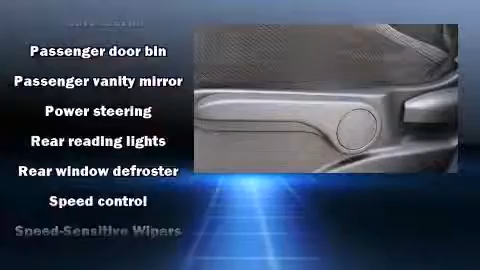 Passenger door bin
Passenger vanity mirror
Power steering
Rear reading lights
Rear window defroster
Speed control
Speed-Sensitive Wipers